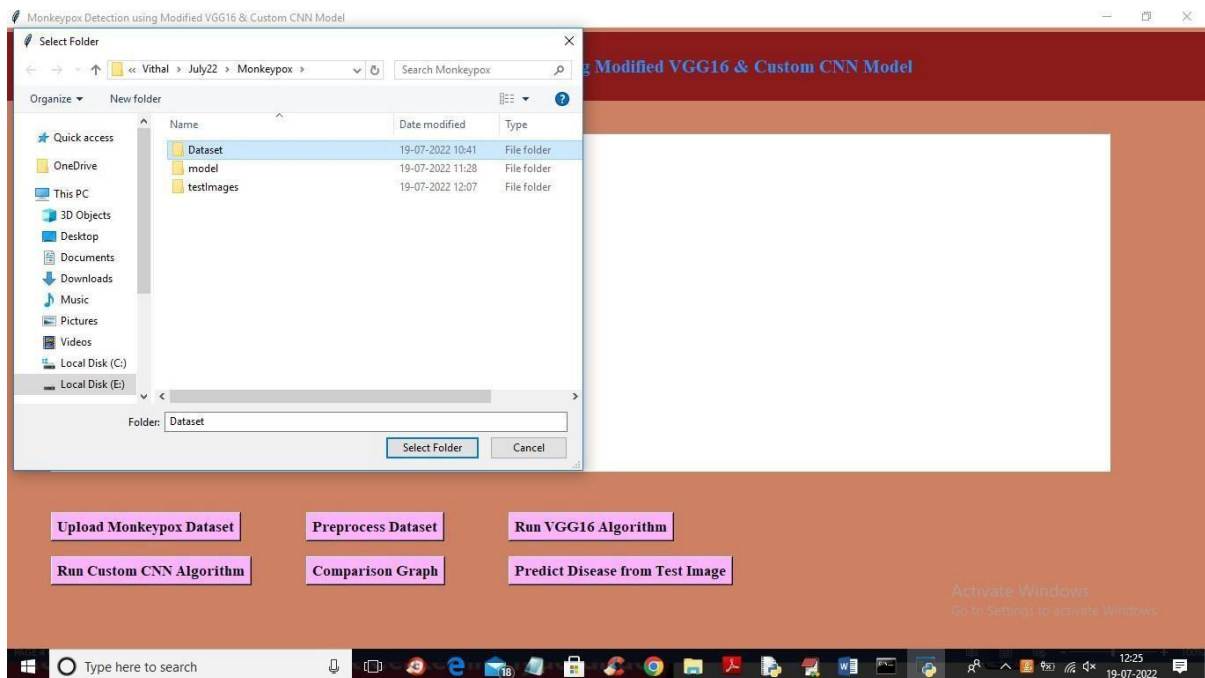 Monkeypox Detection using Modified VGG16 & Custom CNN Model
Select Folder
« Vithal › July22 › Monkeypox ›
Search Monkeypox
g Modified VGG16 & Custom CNN Model
Organize
New folder
Name
Date modified
Type
Quick access
OneDrive
This PC
3D Objects
Desktop
Documents
Downloads
Music
Pictures
Videos
Local Disk (C:)
Local Disk (E:)
Dataset 19-07-2022 10:41 File folder
model 19-07-2022 11:28 File folder
testImages 19-07-2022 12:07 File folder
Folder: Dataset
Select Folder
Cancel
Upload Monkeypox Dataset
Preprocess Dataset
Run VGG16 Algorithm
Run Custom CNN Algorithm
Comparison Graph
Predict Disease from Test Image
Activate Windows
Go to Settings to activate Windows.
Type here to search
18
12:25
19-07-2022